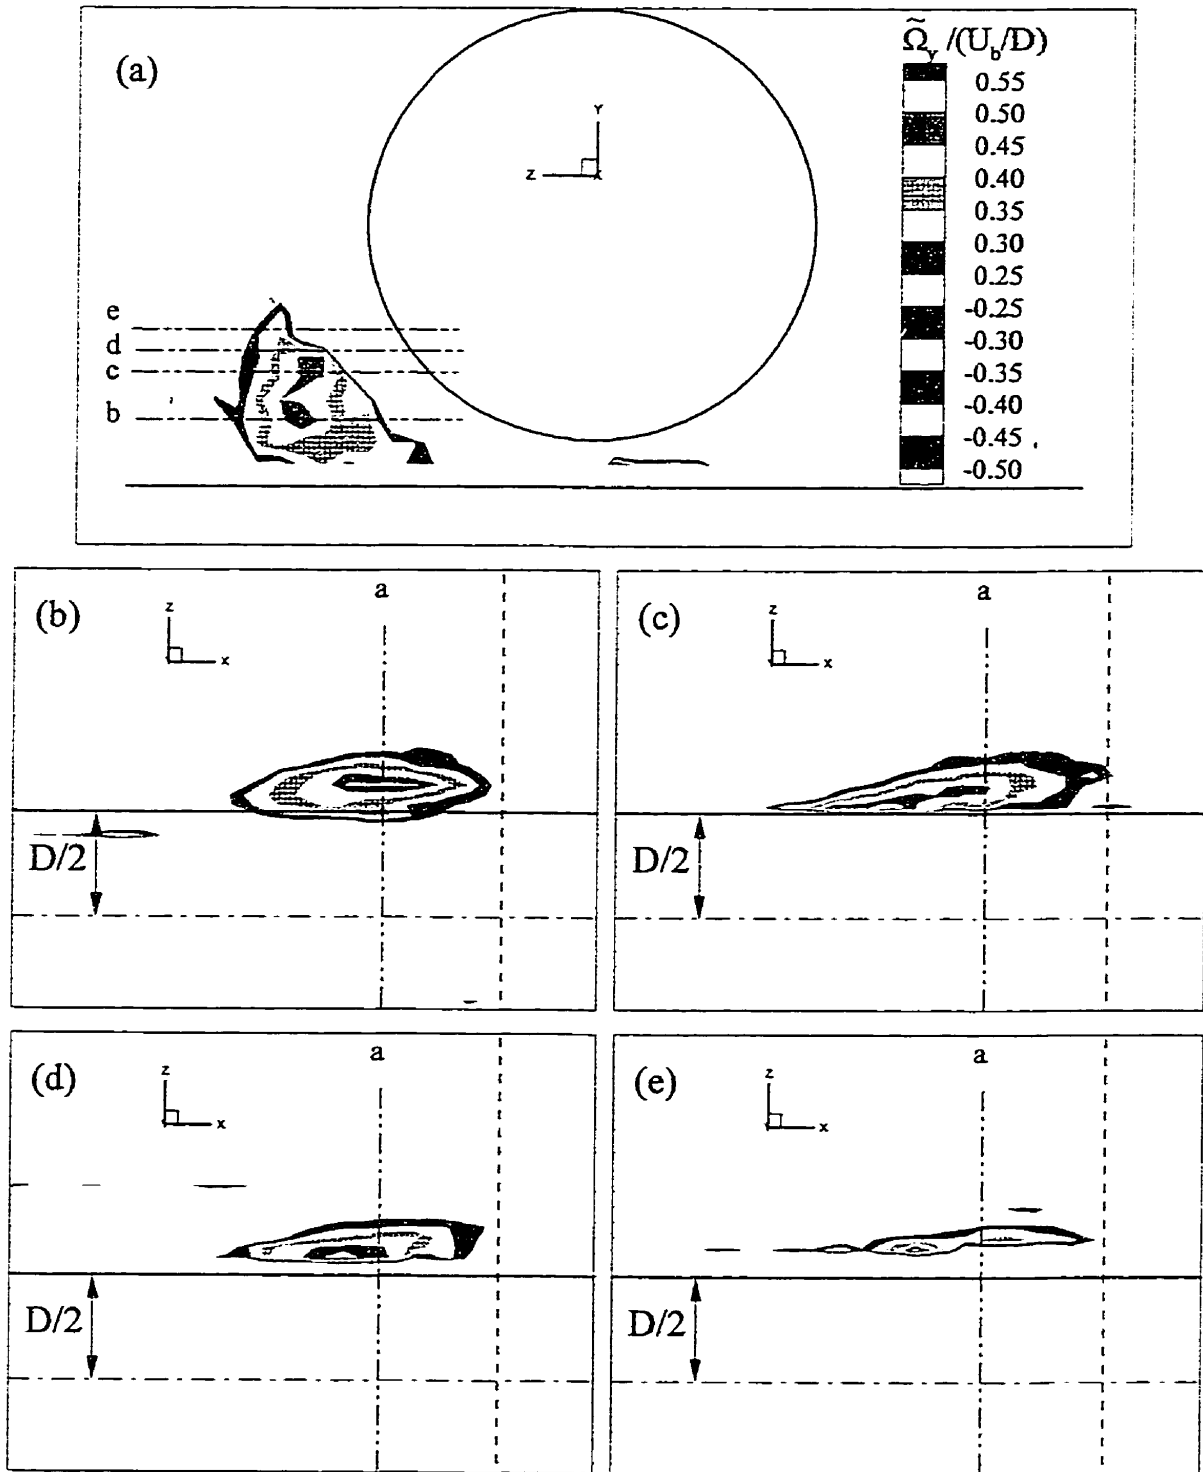 (a)
Ω̃y /(Ub/D)
0.55
0.50
0.45
0.40
0.35
0.30
0.25
-0.25
-0.30
-0.35
-0.40
-0.45
-0.50
Y
Z X
e
d
c
b
(b)
a
z
x
D/2
(c)
a
z
x
D/2
(d)
a
z
x
D/2
(e)
a
z
x
D/2